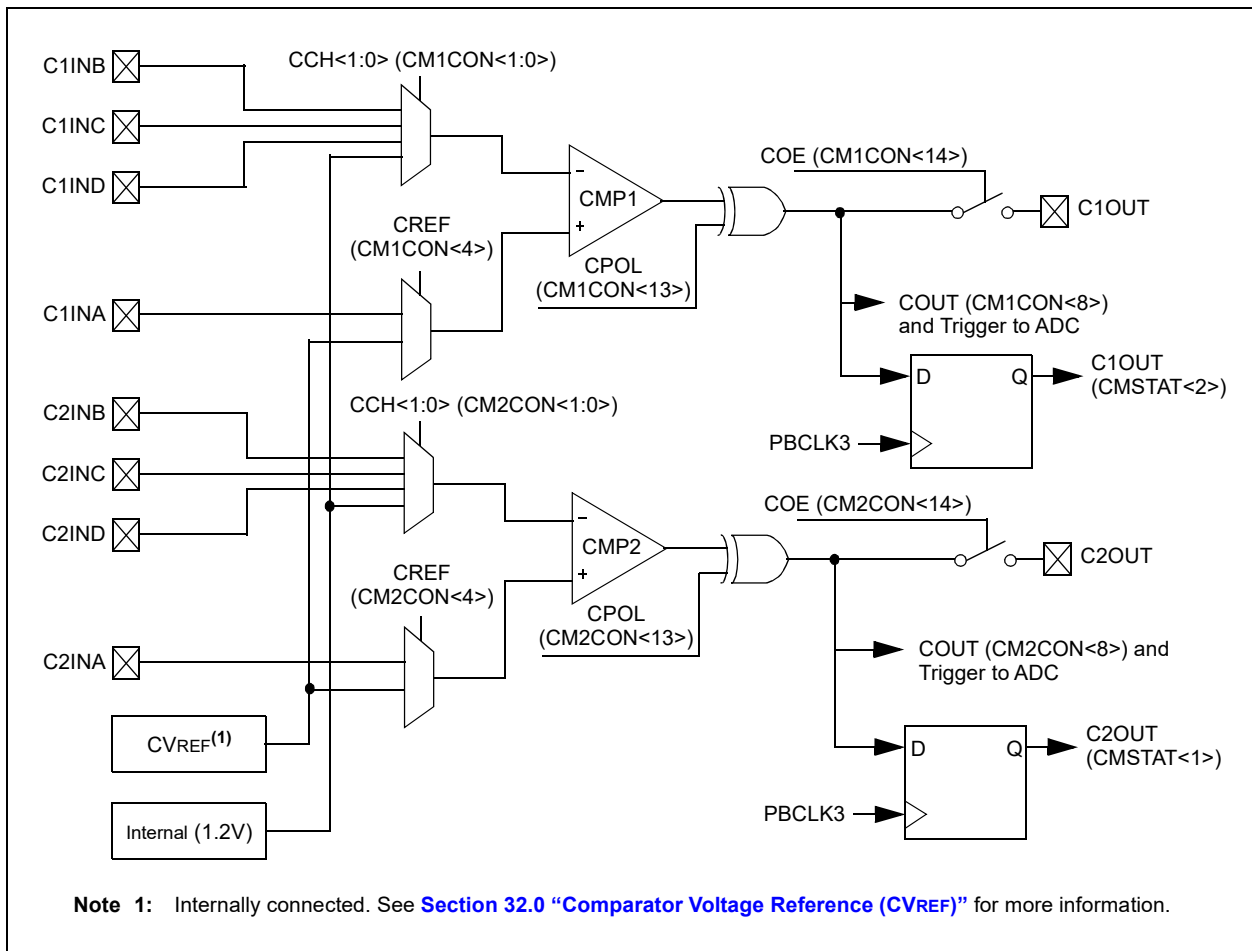 C1INB
CCH<1:0> (CM1CON<1:0>)
C1INC
C1IND
COE (CM1CON<14>)
–
CMP1
+
C1OUT
CREF
(CM1CON<4>)
CPOL
(CM1CON<13>)
C1INA
COUT (CM1CON<8>)
and Trigger to ADC
D
Q
C1OUT
(CMSTAT<2>)
PBCLK3
C2INB
CCH<1:0> (CM2CON<1:0>)
C2INC
C2IND
COE (CM2CON<14>)
–
CMP2
+
C2OUT
CREF
(CM2CON<4>)
CPOL
(CM2CON<13>)
C2INA
COUT (CM2CON<8>) and
Trigger to ADC
CVREF(1)
D
Q
C2OUT
(CMSTAT<1>)
PBCLK3
Internal (1.2V)
Note 1: Internally connected. See Section 32.0 “Comparator Voltage Reference (CVREF)” for more information.